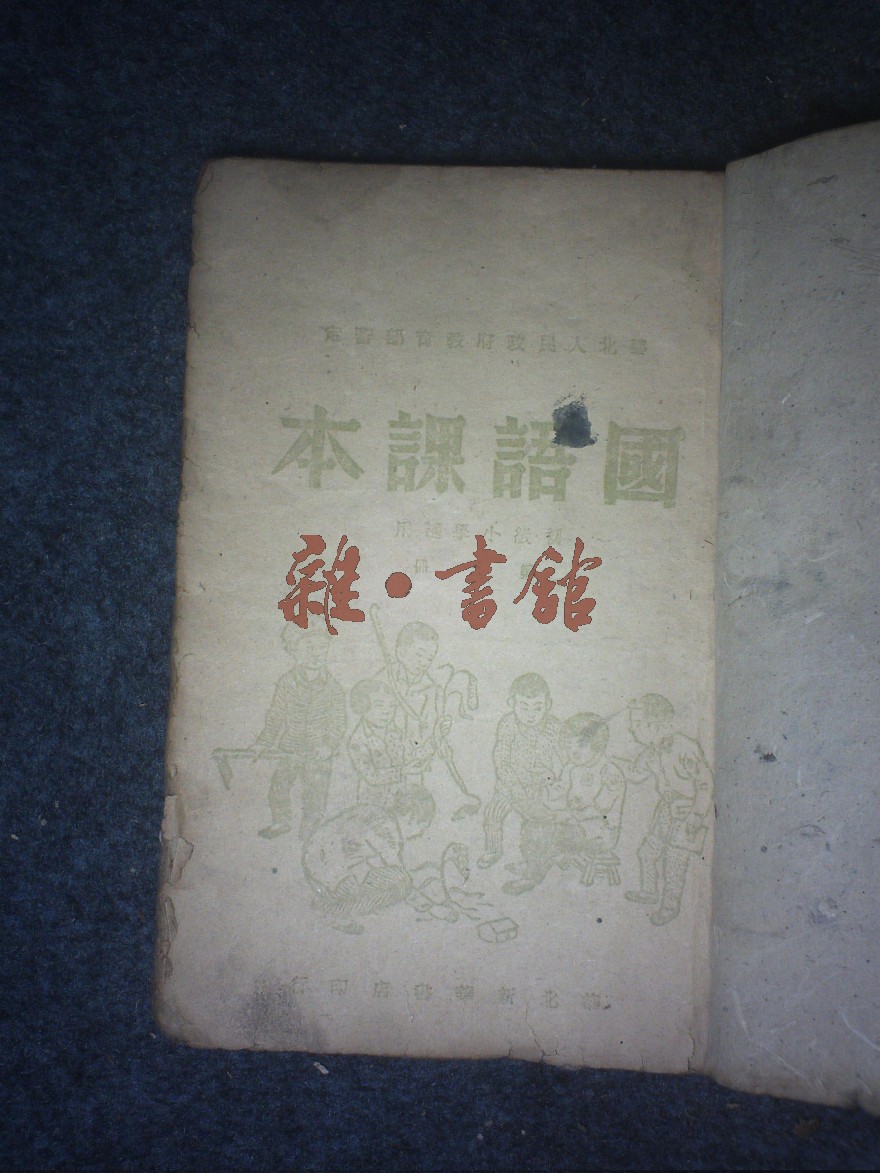 華北人民政府教育部審定
國語課本
初級小學適用
雜·書館
華北新華書店印行